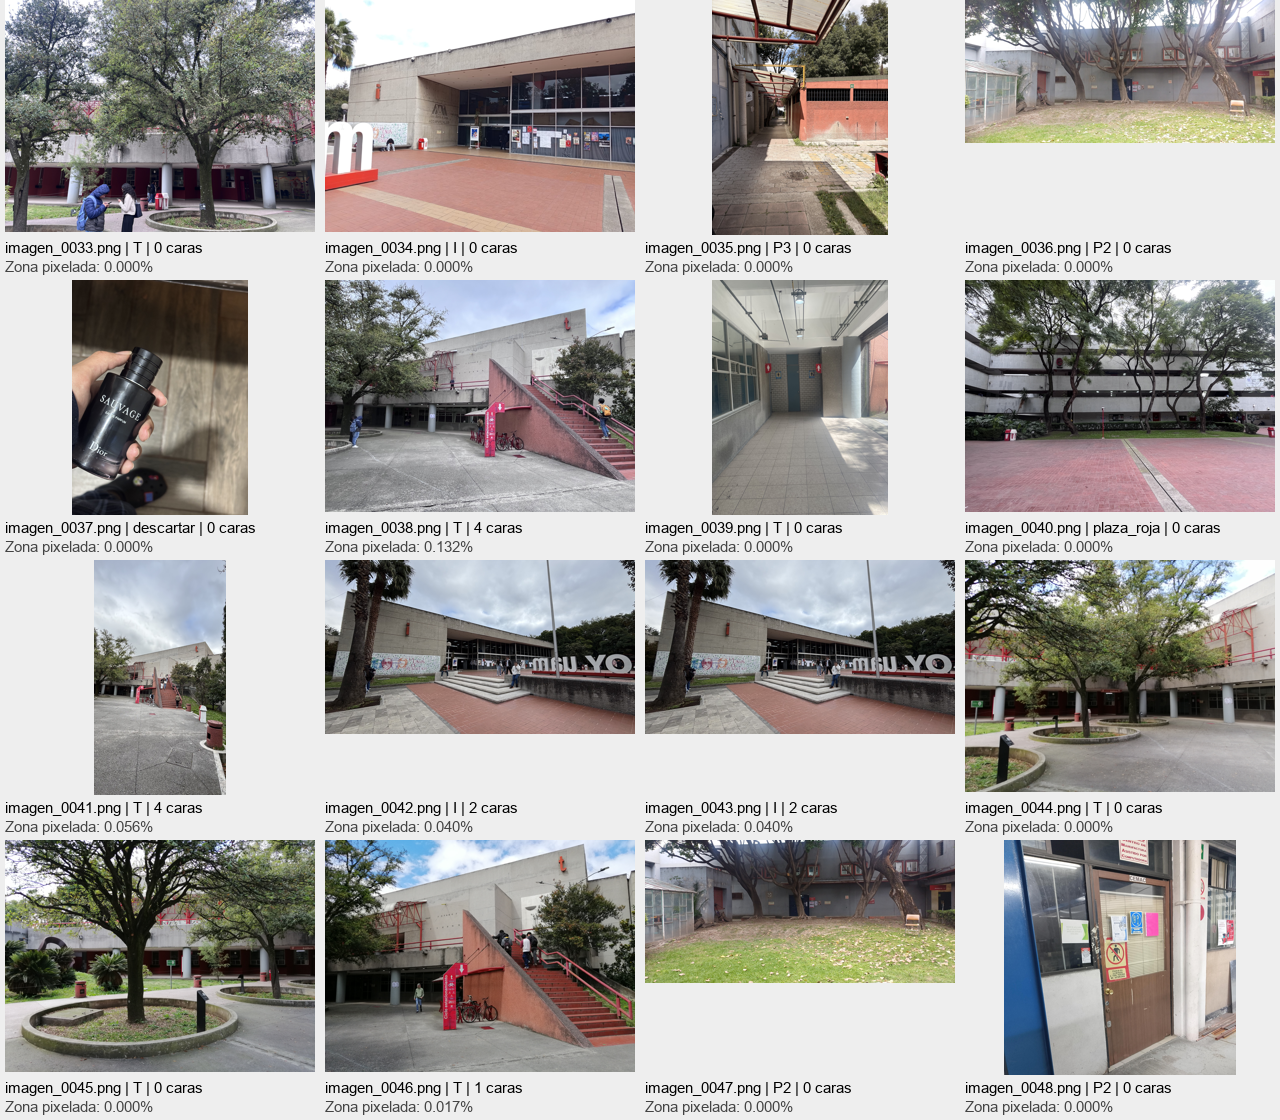 imagen_0033.png | T | 0 caras
Zona pixelada: 0.000%
imagen_0034.png | I | 0 caras
Zona pixelada: 0.000%
imagen_0035.png | P3 | 0 caras
Zona pixelada: 0.000%
imagen_0036.png | P2 | 0 caras
Zona pixelada: 0.000%
SAUVAGE
Dior
imagen_0037.png | descartar | 0 caras
Zona pixelada: 0.000%
imagen_0038.png | T | 4 caras
Zona pixelada: 0.132%
imagen_0039.png | T | 0 caras
Zona pixelada: 0.000%
imagen_0040.png | plaza_roja | 0 caras
Zona pixelada: 0.000%
imagen_0041.png | T | 4 caras
Zona pixelada: 0.056%
imagen_0042.png | I | 2 caras
Zona pixelada: 0.040%
imagen_0043.png | I | 2 caras
Zona pixelada: 0.040%
imagen_0044.png | T | 0 caras
Zona pixelada: 0.000%
imagen_0045.png | T | 0 caras
Zona pixelada: 0.000%
imagen_0046.png | T | 1 caras
Zona pixelada: 0.017%
imagen_0047.png | P2 | 0 caras
Zona pixelada: 0.000%
imagen_0048.png | P2 | 0 caras
Zona pixelada: 0.000%